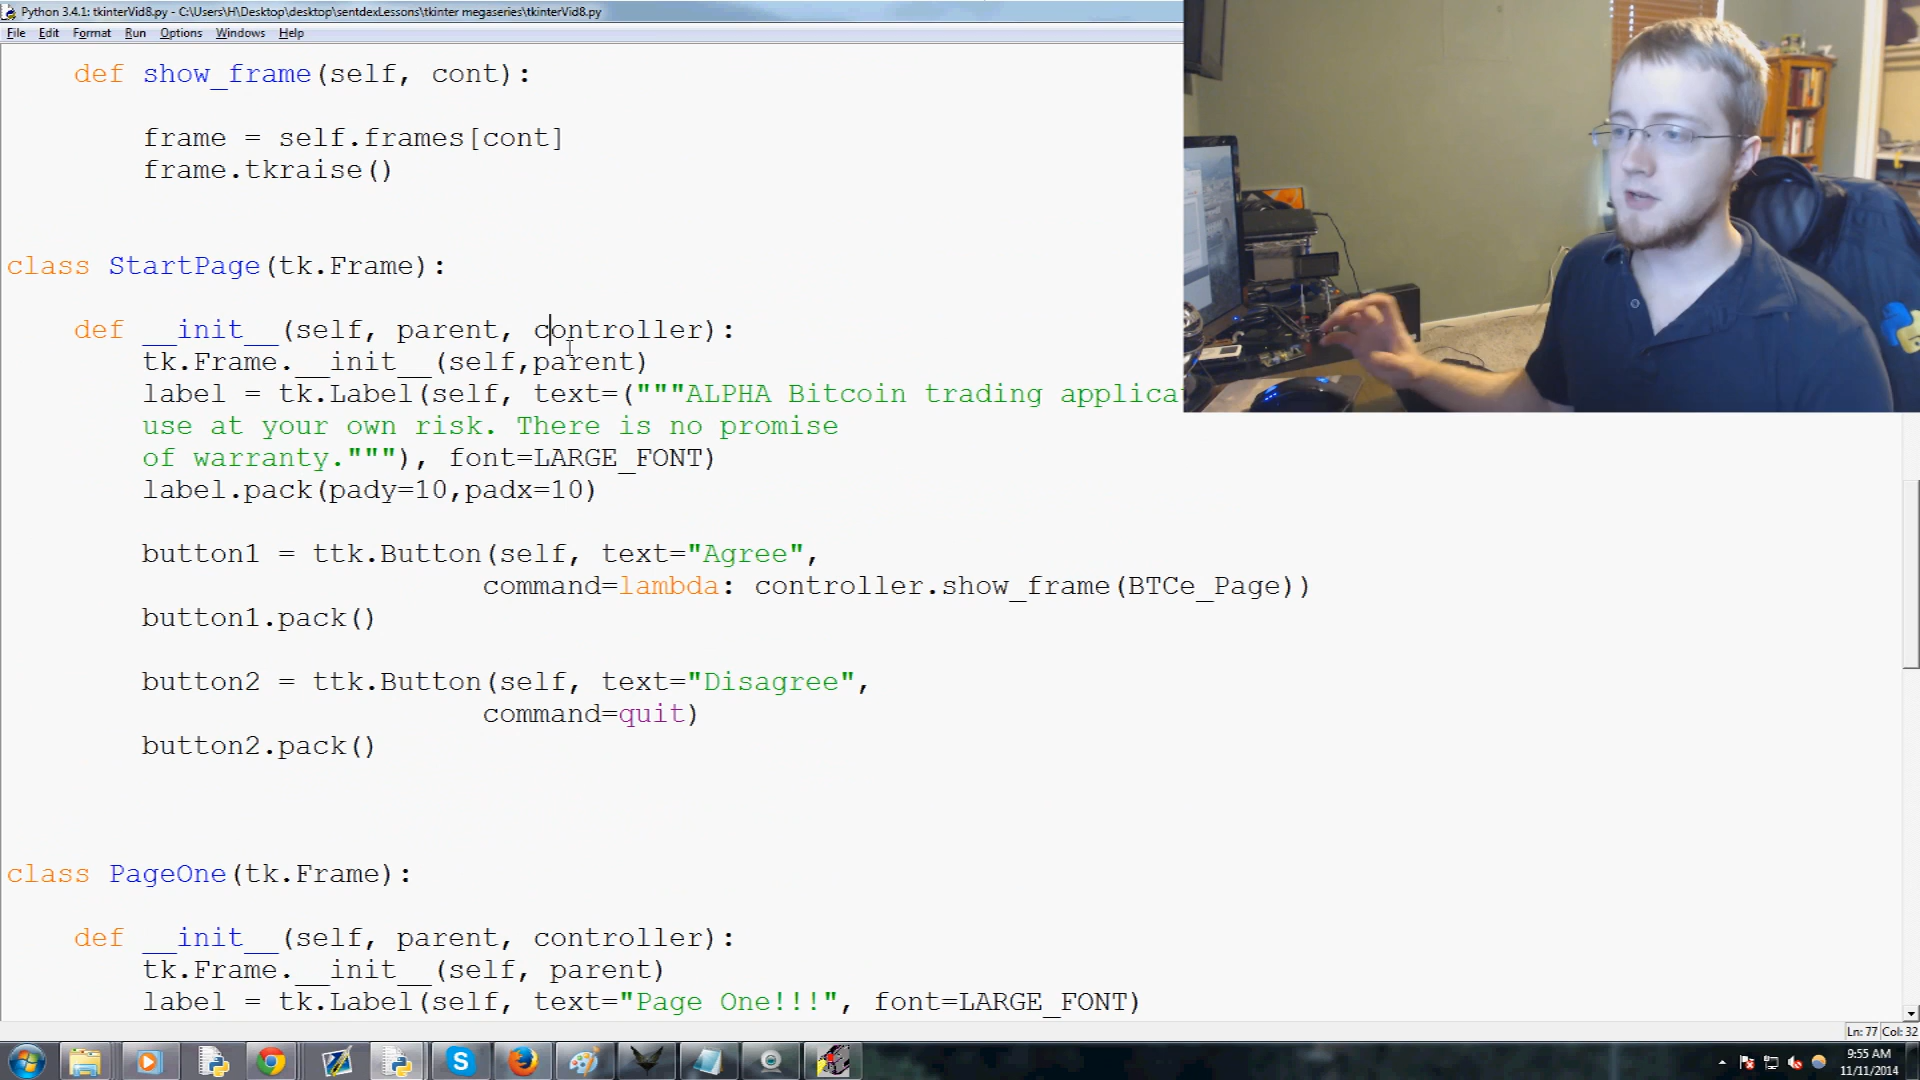 Python 3.4.1: tkinterVid8.py - C:\Users\H\Desktop\desktop\sentdexLessons\tkinter megaseries\tkinterVid8.py
File Edit Format Run Options Windows Help
def show_frame(self, cont):
frame = self.frames[cont]
frame.tkraise()
class StartPage(tk.Frame):
def __init__(self, parent, controller):
tk.Frame.__init__(self,parent)
label = tk.Label(self, text=("""ALPHA Bitcoin trading applica
use at your own risk. There is no promise
of warranty."""), font=LARGE_FONT)
label.pack(pady=10,padx=10)
button1 = ttk.Button(self, text="Agree",
command=lambda: controller.show_frame(BTCe_Page))
button1.pack()
button2 = ttk.Button(self, text="Disagree",
command=quit)
button2.pack()
class PageOne(tk.Frame):
def __init__(self, parent, controller):
tk.Frame.__init__(self, parent)
label = tk.Label(self, text="Page One!!!", font=LARGE_FONT)
Ln: 77 Col: 32
9:55 AM
11/11/2014